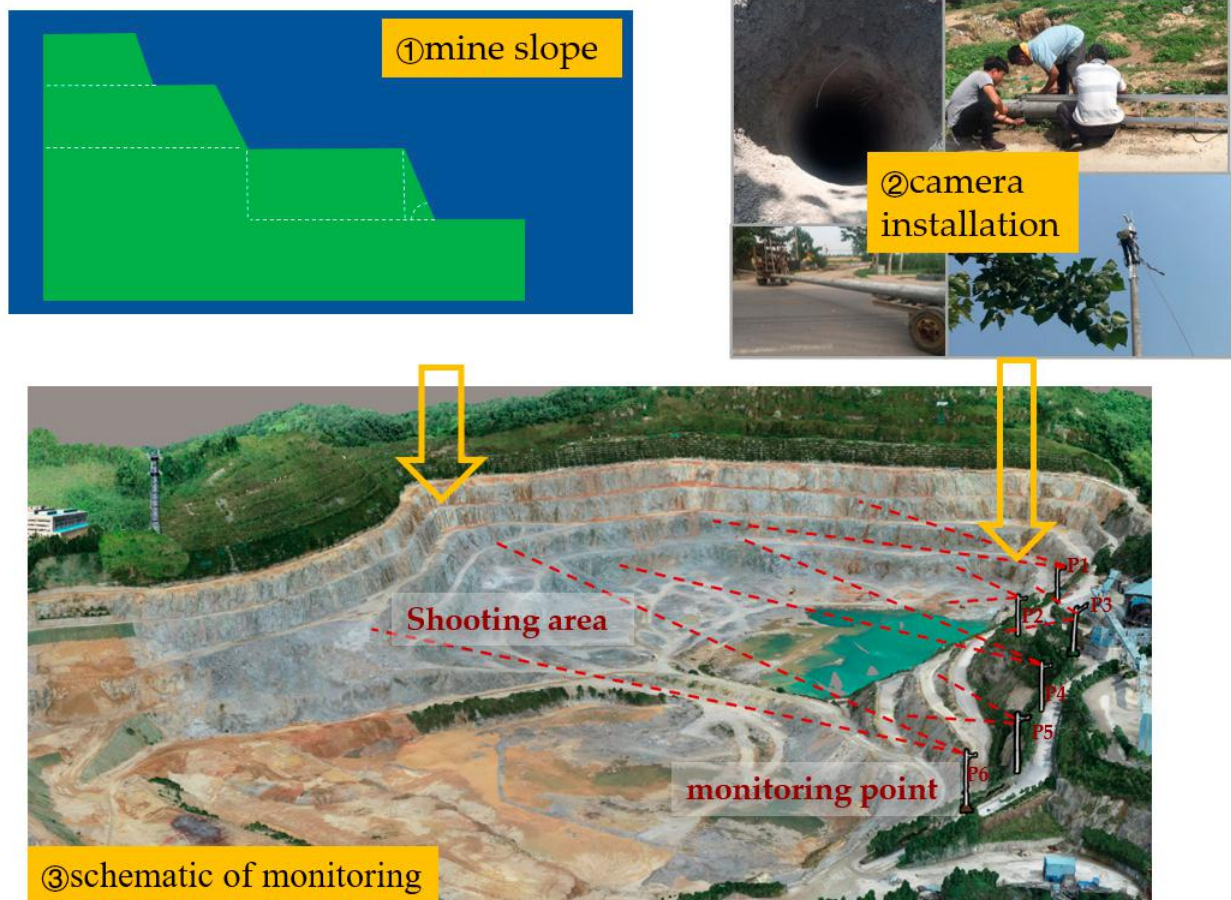 ①mine slope
②camera
installation
P1
P3
P2
Shooting area
P4
P5
P6
monitoring point
③schematic of monitoring